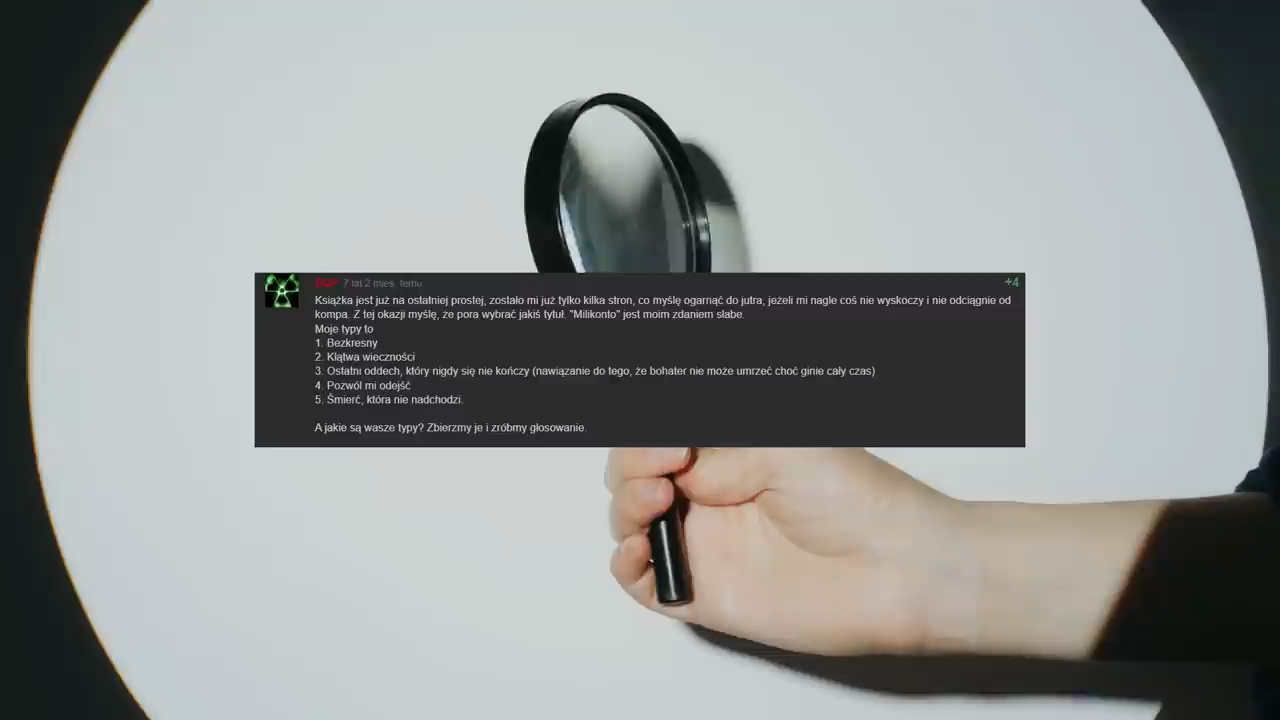 7 lat 2 mies. temu
+4
Książka jest już na ostatniej prostej, zostało mi już tylko kilka stron, co myślę ogarnąć do jutra, jeżeli mi nagle coś nie wyskoczy i nie odciągnie od
kompa. Z tej okazji myślę, że pora wybrać jakiś tytuł. "Milikonto" jest moim zdaniem słabe.
Moje typy to
1. Bezkresny
2. Klątwa wieczności
3. Ostatni oddech, który nigdy się nie kończy (nawiązanie do tego, że bohater nie może umrzeć choć ginie cały czas)
4. Pozwól mi odejść
5. Śmierć, która nie nadchodzi.
A jakie są wasze typy? Zbierzmy je i zróbmy głosowanie.